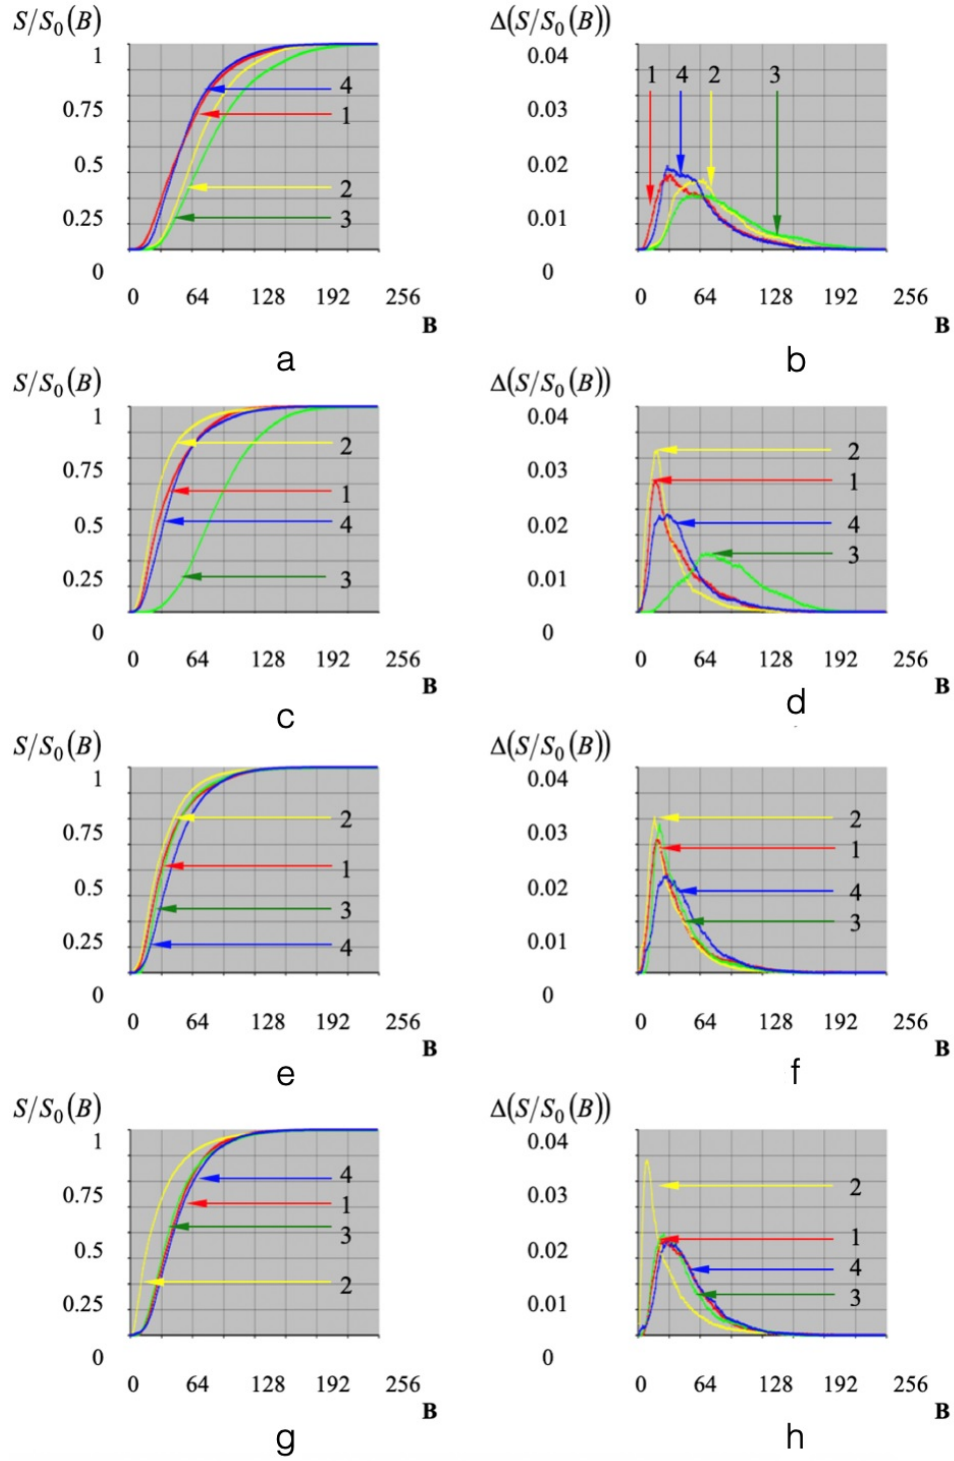 S/S₀(B) Δ(S/S₀(B))
1 0.04
1 4 2 3
4
0.75 0.03
1
0.5 0.02
2
0.25 3 0.01
0 0
0 64 128 192 256 0 64 128 192 256
B B
a b
S/S₀(B) Δ(S/S₀(B))
1 0.04
2 2
0.75 0.03
1 1
0.5 4 0.02 4
3
0.25 3 0.01
0 0
0 64 128 192 256 0 64 128 192 256
B B
c d
S/S₀(B) Δ(S/S₀(B))
1 0.04
2 2
0.75 0.03
1 1
0.5 0.02 4
3 3
0.25 4 0.01
0 0
0 64 128 192 256 0 64 128 192 256
B B
e f
S/S₀(B) Δ(S/S₀(B))
1 0.04
4 2
0.75 0.03
1
3 1
0.5 0.02 4
2 3
0.25 0.01
0 0
0 64 128 192 256 0 64 128 192 256
B B
g h